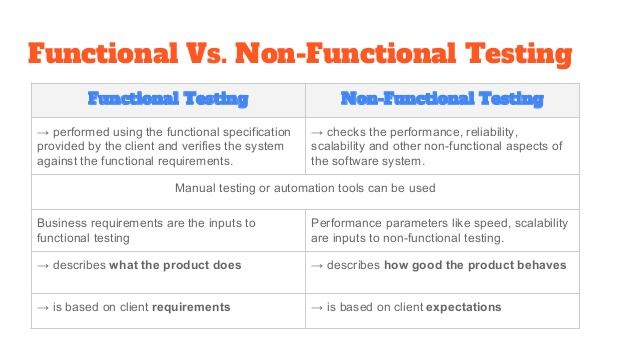 Functional Vs. Non-Functional Testing
Functional Testing
Non-Functional Testing
→ performed using the functional specification
provided by the client and verifies the system
against the functional requirements.
→ checks the performance, reliability,
scalability and other non-functional aspects of
the software system.
Manual testing or automation tools can be used
Business requirements are the inputs to
functional testing
Performance parameters like speed, scalability
are inputs to non-functional testing.
→ describes what the product does
→ describes how good the product behaves
→ is based on client requirements
→ is based on client expectations